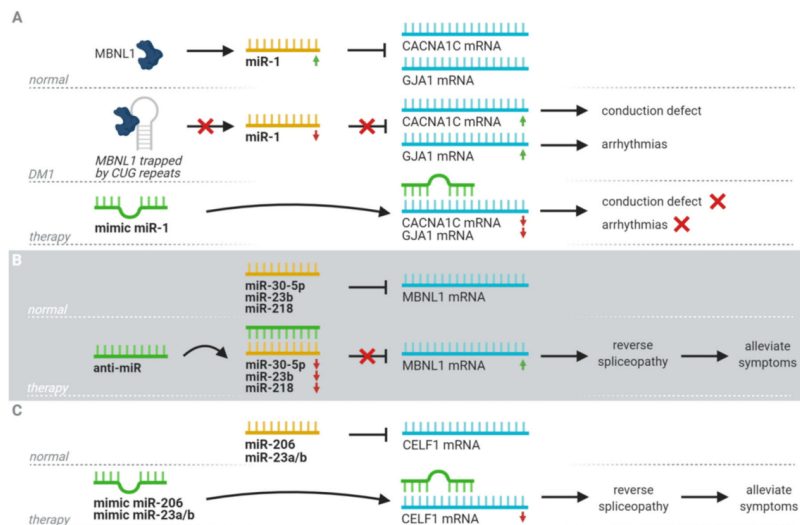 A
MBNL1
miR-1
CACNA1C mRNA
GJA1 mRNA
normal
MBNL1 trapped
by CUG repeats
miR-1
CACNA1C mRNA
GJA1 mRNA
conduction defect
arrhythmias
DM1
mimic miR-1
CACNA1C mRNA
GJA1 mRNA
conduction defect
arrhythmias
therapy
B
miR-30-5p
miR-23b
miR-218
MBNL1 mRNA
normal
anti-miR
miR-30-5p
miR-23b
miR-218
MBNL1 mRNA
reverse
spliceopathy
alleviate
symptoms
therapy
C
miR-206
miR-23a/b
CELF1 mRNA
normal
mimic miR-206
mimic miR-23a/b
CELF1 mRNA
reverse
spliceopathy
alleviate
symptoms
therapy